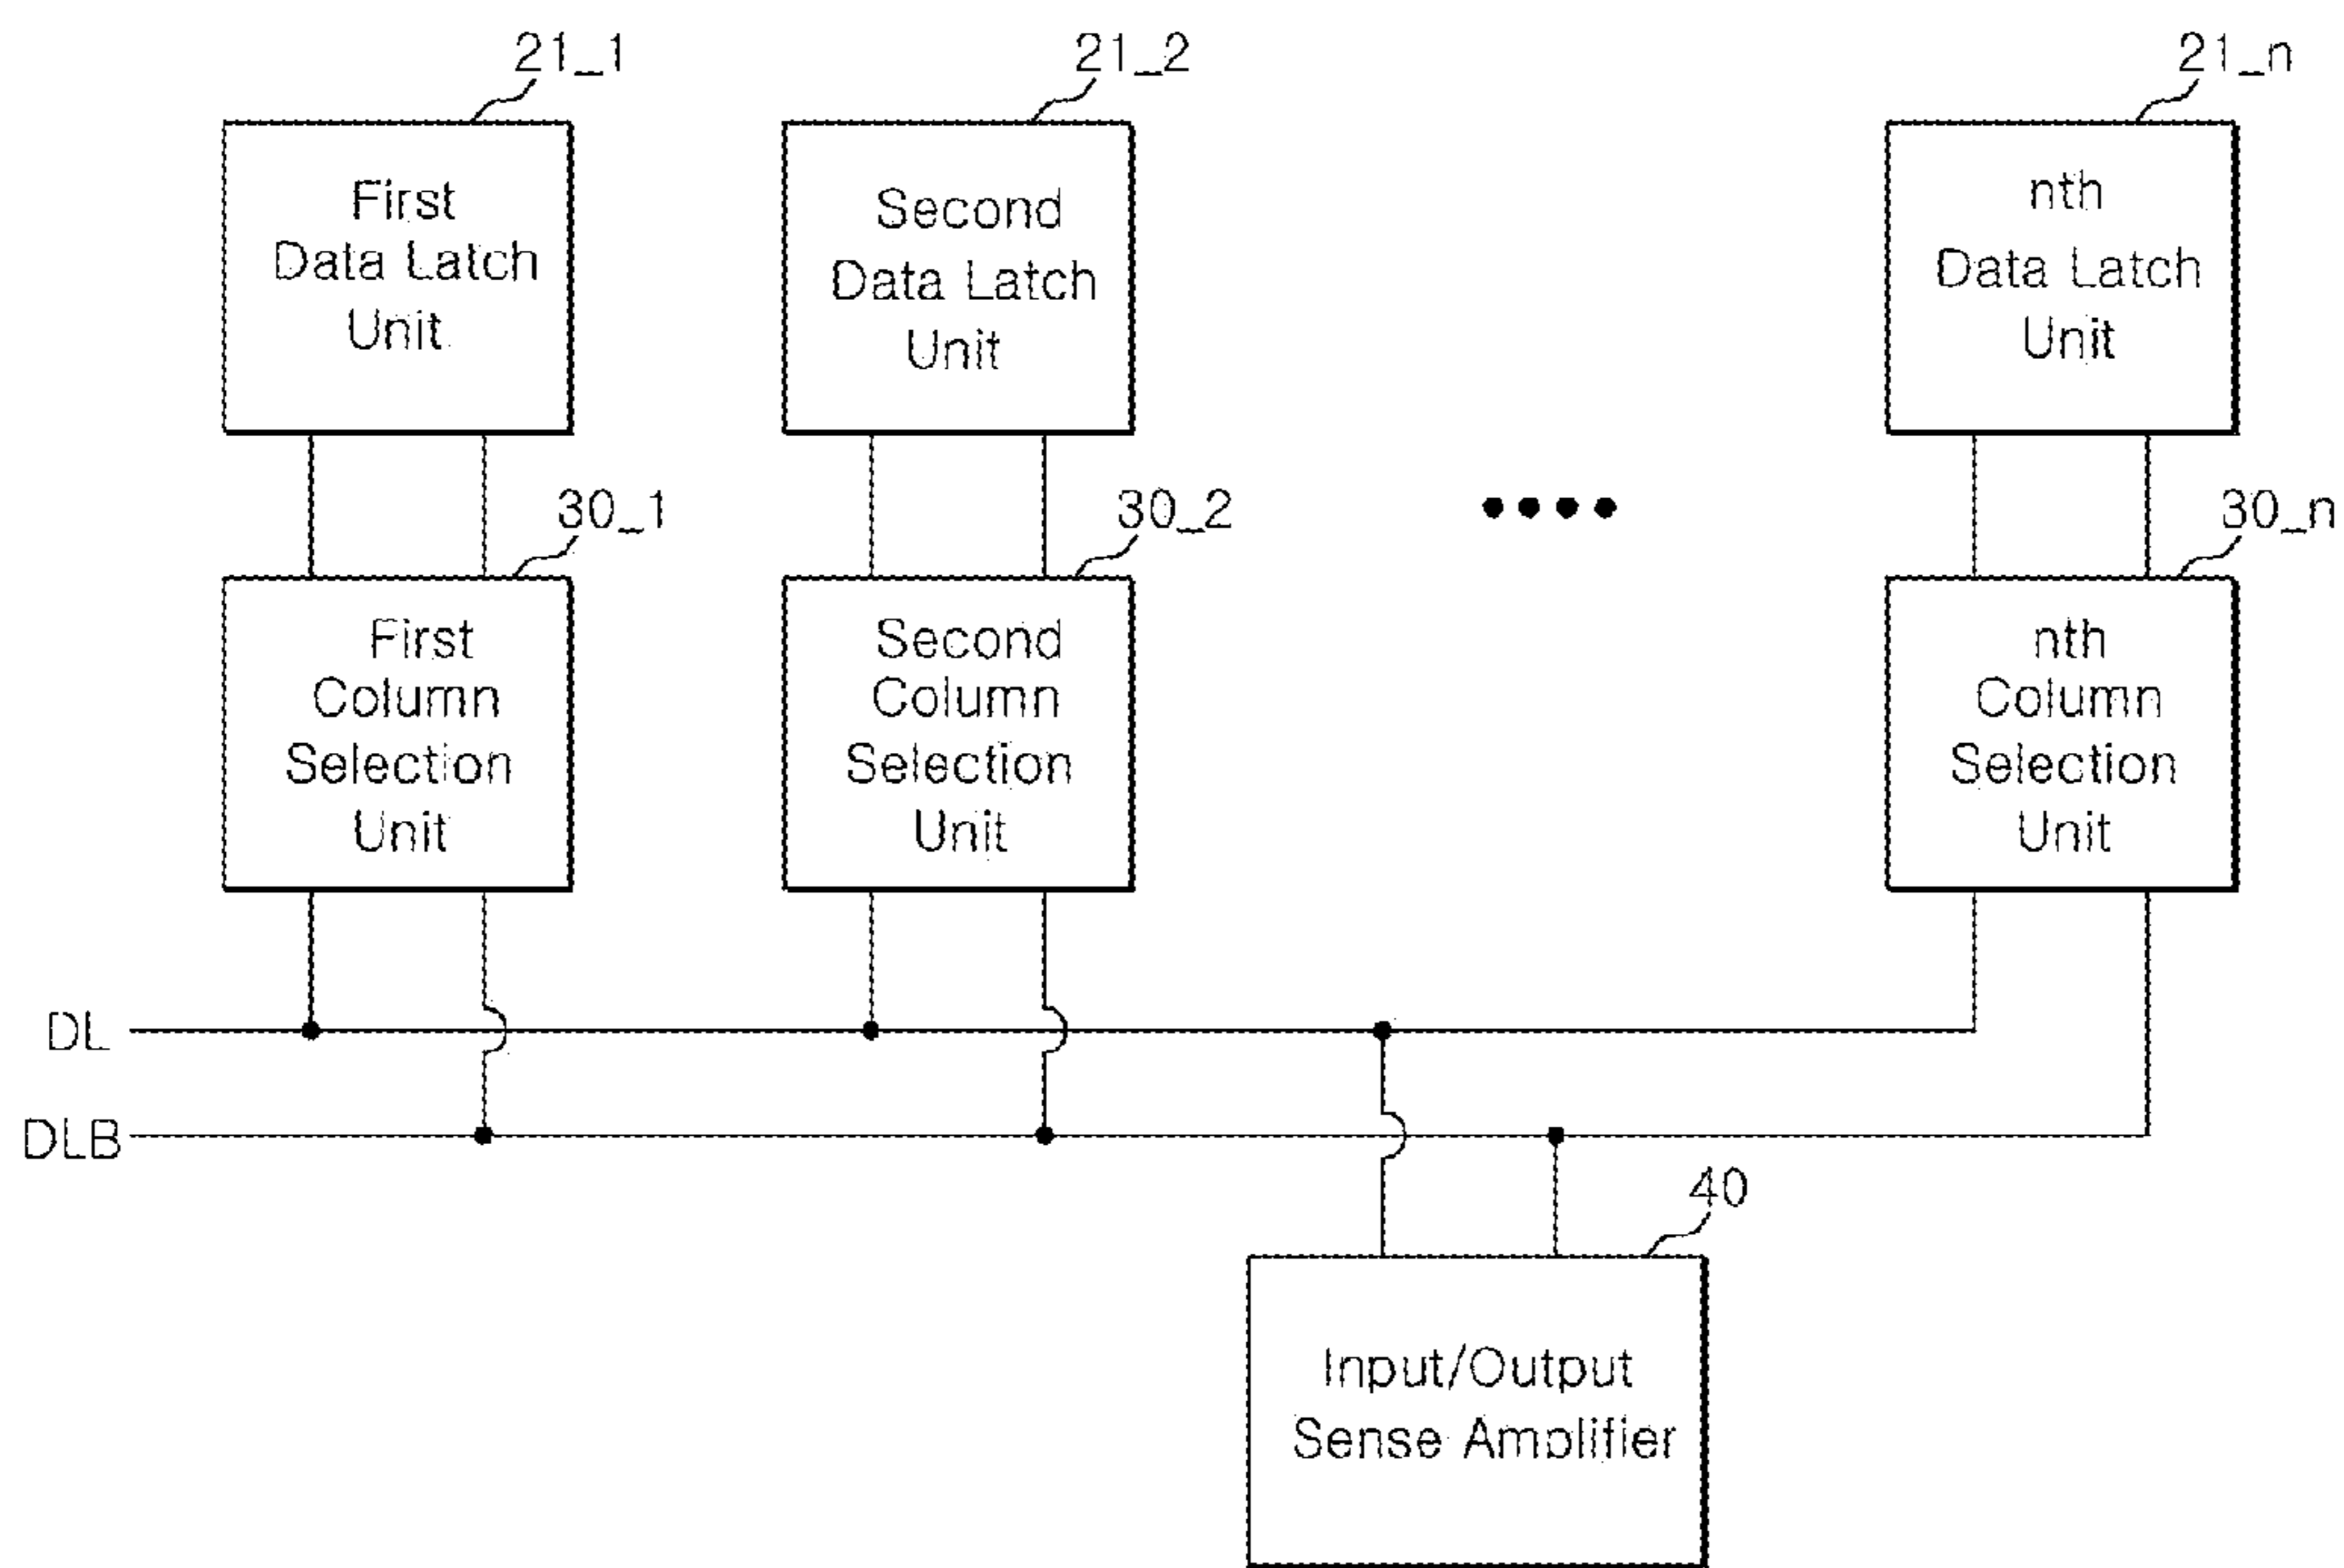 21_1
21_2
21_n
First
Data Latch
Unit
Second
Data Latch
Unit
nth
Data Latch
Unit
30_1
30_2
30_n
First
Column
Selection
Unit
Second
Column
Selection
Unit
nth
Column
Selection
Unit
DL
DLB
40
Input/Output
Sense Amplifier